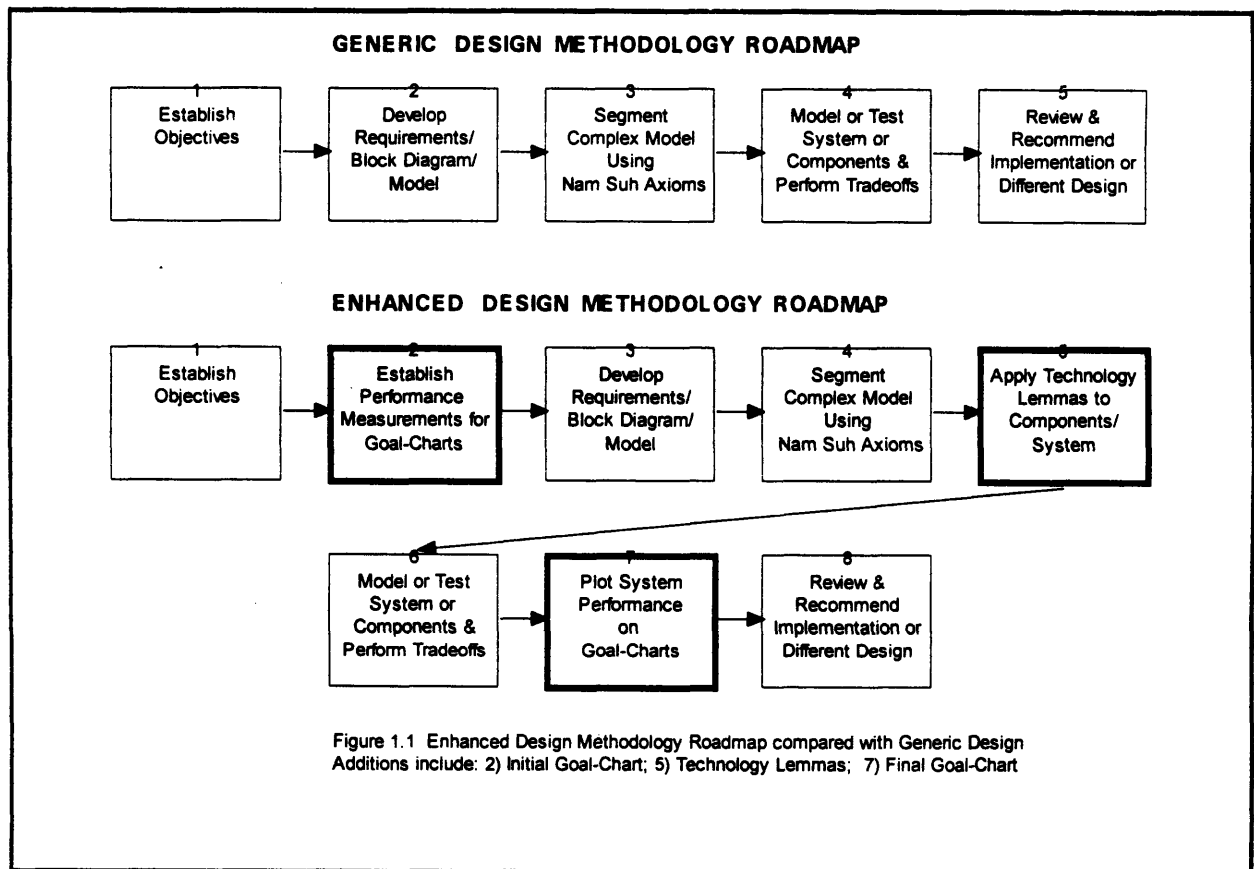 GENERIC DESIGN METHODOLOGY ROADMAP
1
Establish
Objectives
2
Develop
Requirements/
Block Diagram/
Model
3
Segment
Complex Model
Using
Nam Suh Axioms
4
Model or Test
System or
Components &
Perform Tradeoffs
5
Review &
Recommend
Implementation or
Different Design
ENHANCED DESIGN METHODOLOGY ROADMAP
1
Establish
Objectives
2
Establish
Performance
Measurements for
Goal-Charts
3
Develop
Requirements/
Block Diagram/
Model
4
Segment
Complex Model
Using
Nam Suh Axioms
5
Apply Technology
Lemmas to
Components/
System
6
Model or Test
System or
Components &
Perform Tradeoffs
7
Plot System
Performance
on
Goal-Charts
8
Review &
Recommend
Implementation or
Different Design
Figure 1.1 Enhanced Design Methodology Roadmap compared with Generic Design
Additions include: 2) Initial Goal-Chart; 5) Technology Lemmas; 7) Final Goal-Chart